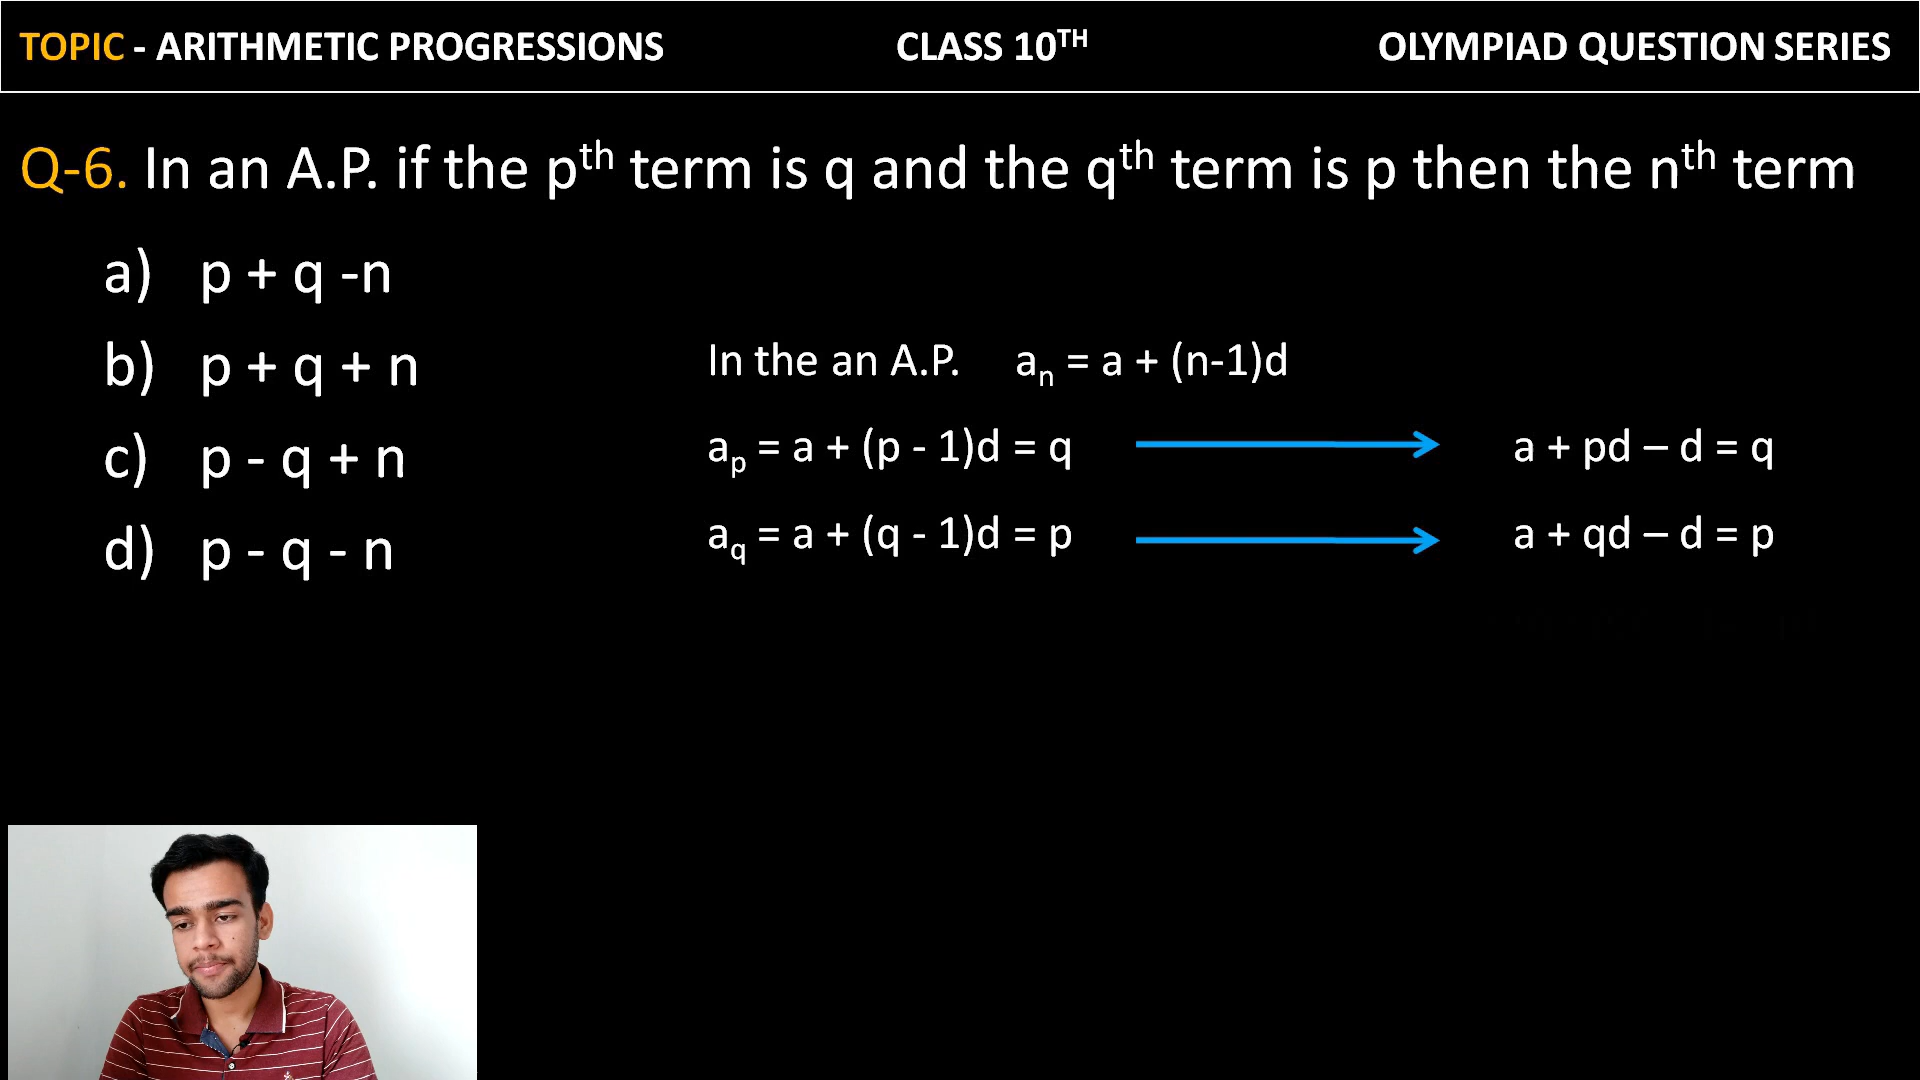 TOPIC - ARITHMETIC PROGRESSIONS CLASS 10TH OLYMPIAD QUESTION SERIES
Q-6. In an A.P. if the pth term is q and the qth term is p then the nth term
a) p + q -n
b) p + q + n
c) p - q + n
d) p - q - n
In the an A.P. an = a + (n-1)d
ap = a + (p - 1)d = q a + pd – d = q
aq = a + (q - 1)d = p a + qd – d = p